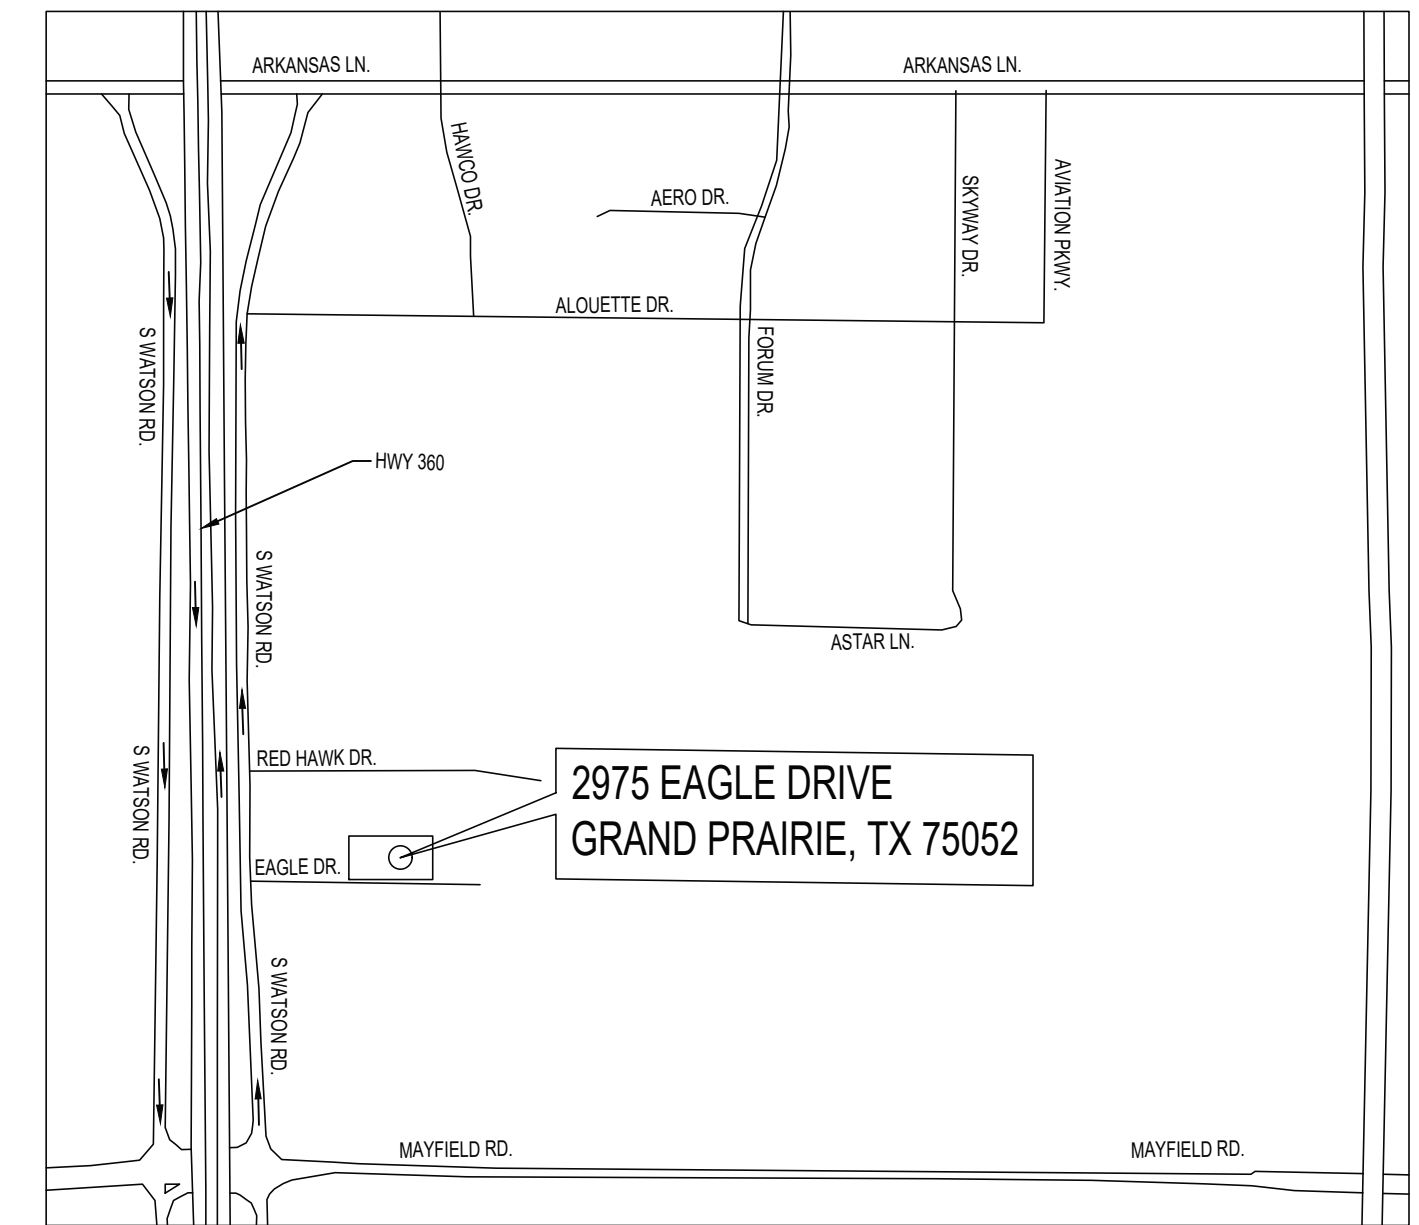 ARKANSAS LN.
ARKANSAS LN.
HAWCO DR.
AERO DR.
SKYWAY DR.
AVIATION PKWY.
ALOUETTE DR.
S WATSON RD.
FORUM DR.
HWY 360
S WATSON RD.
ASTAR LN.
S WATSON RD.
RED HAWK DR.
2975 EAGLE DRIVE
GRAND PRAIRIE, TX 75052
EAGLE DR.
S WATSON RD.
MAYFIELD RD.
MAYFIELD RD.